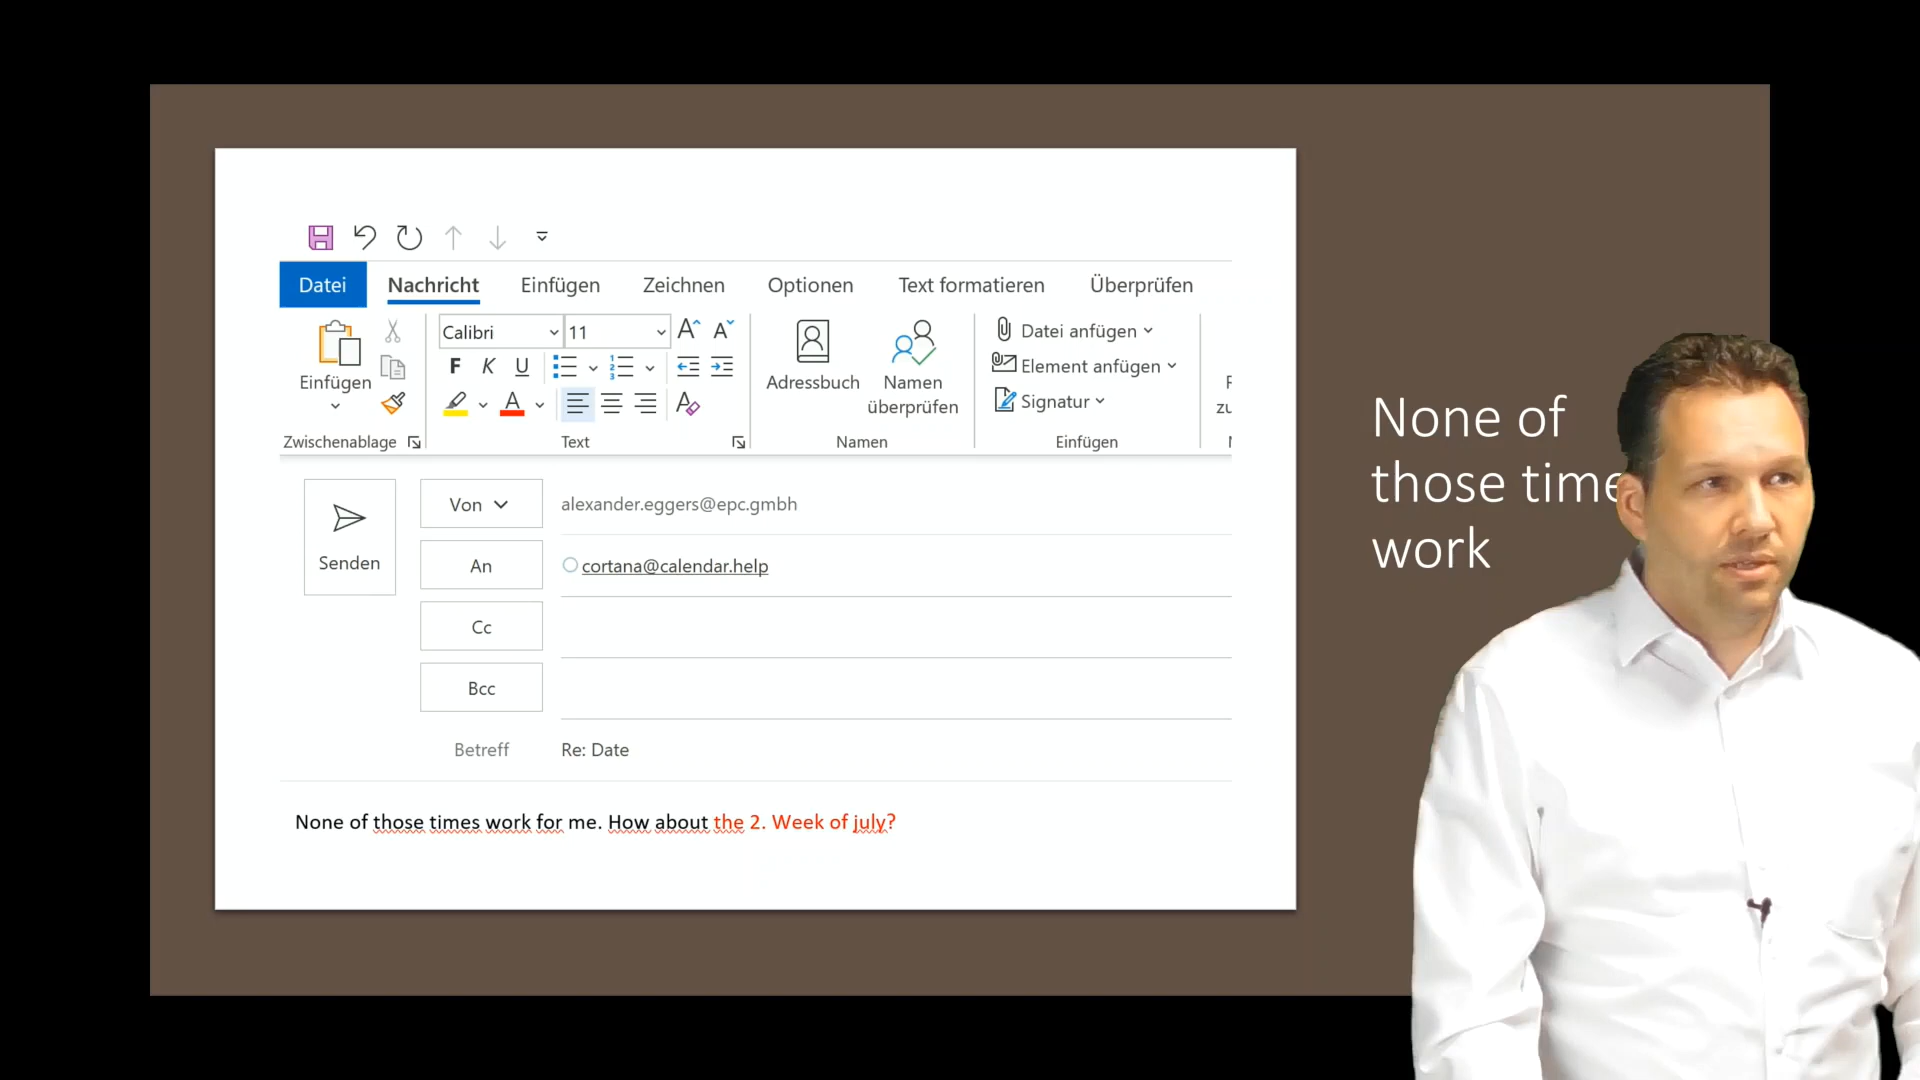 Datei Nachricht Einfügen Zeichnen Optionen Text formatieren Überprüfen
Einfügen
Zwischenablage
Calibri 11
F K U
Text
Adressbuch
Namen überprüfen
Namen
Datei anfügen
Element anfügen
Signatur
Einfügen
Senden
Von alexander.eggers@epc.gmbh
An cortana@calendar.help
Cc
Bcc
Betreff Re: Date
None of those times work for me. How about the 2. Week of july?
None of
those time
work